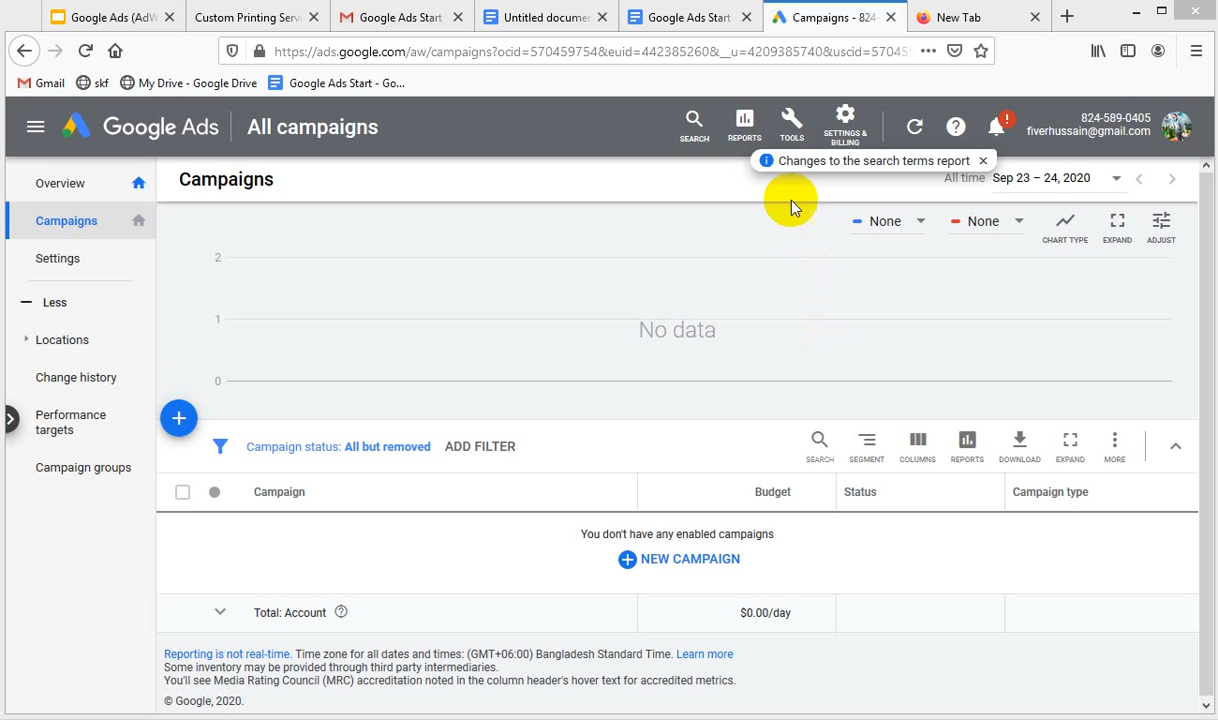 Google Ads (AdW
Custom Printing Serv
Google Ads Start
Untitled documen
Google Ads Start
Campaigns - 824-
New Tab
https://ads.google.com/aw/campaigns?ocid=570459754&euid=4423852260&__u=4209385740&uscid=57045
Gmail
skf
My Drive - Google Drive
Google Ads Start - Go...
Google Ads
All campaigns
SEARCH
REPORTS
TOOLS
SETTINGS &
BILLING
824-589-0405
fiverhussain@gmail.com
Changes to the search terms report
Overview
Campaigns
Settings
Less
Locations
Change history
Performance
targets
Campaign groups
Campaigns
All time
Sep 23 – 24, 2020
None
None
CHART TYPE
EXPAND
ADJUST
2
1
0
No data
Campaign status: All but removed
ADD FILTER
SEARCH
SEGMENT
COLUMNS
REPORTS
DOWNLOAD
EXPAND
MORE
Campaign
Budget
Status
Campaign type
You don't have any enabled campaigns
NEW CAMPAIGN
Total: Account
$0.00/day
Reporting is not real-time. Time zone for all dates and times: (GMT+06:00) Bangladesh Standard Time. Learn more
Some inventory may be provided through third party intermediaries.
You'll see Media Rating Council (MRC) accreditation noted in the column header's hover text for accredited metrics.
© Google, 2020.